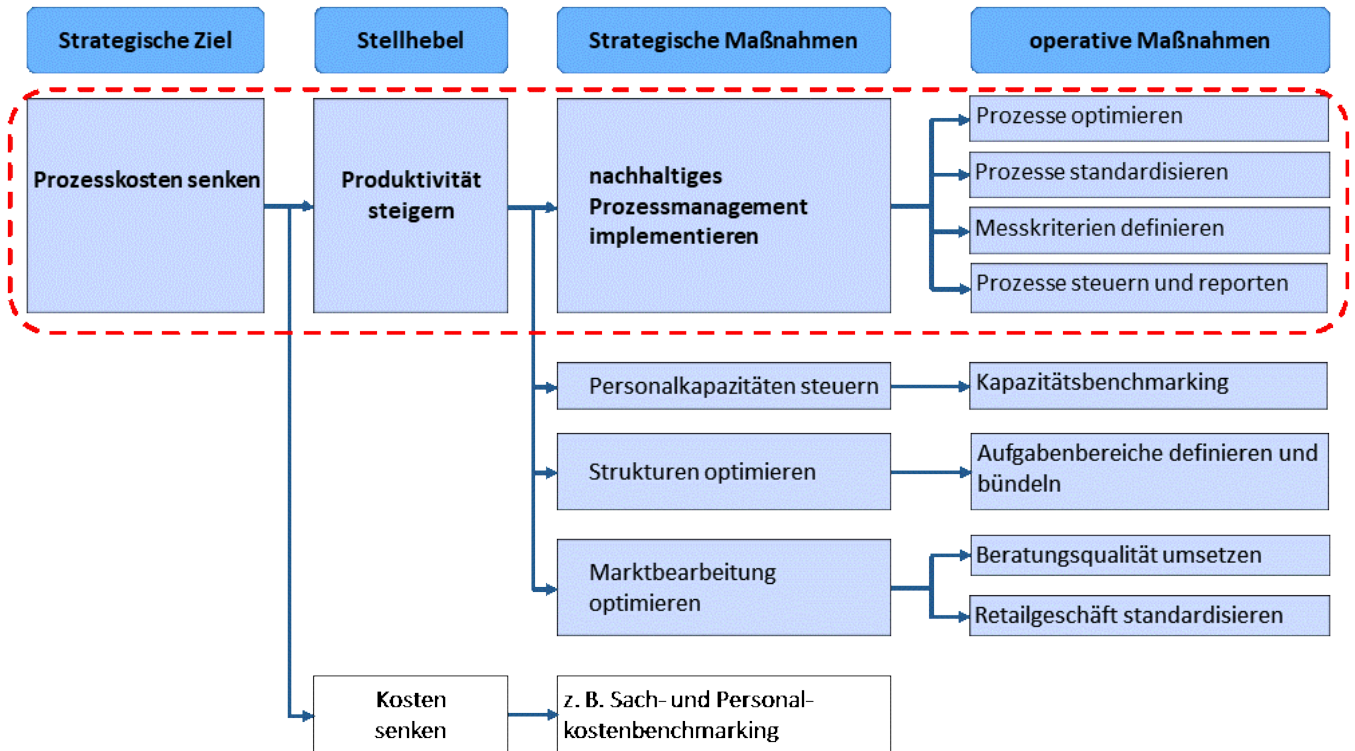 Strategische Ziel
Stellhebel
Strategische Maßnahmen
operative Maßnahmen
Prozesskosten senken
Produktivität
steigern
nachhaltiges
Prozessmanagement
implementieren
Prozesse optimieren
Prozesse standardisieren
Messkriterien definieren
Prozesse steuern und reporten
Personalkapazitäten steuern
Kapazitätsbenchmarking
Strukturen optimieren
Aufgabenbereiche definieren und
bündeln
Marktbearbeitung
optimieren
Beratungsqualität umsetzen
Retailgeschäft standardisieren
Kosten
senken
z. B. Sach- und Personal-
kostenbenchmarking